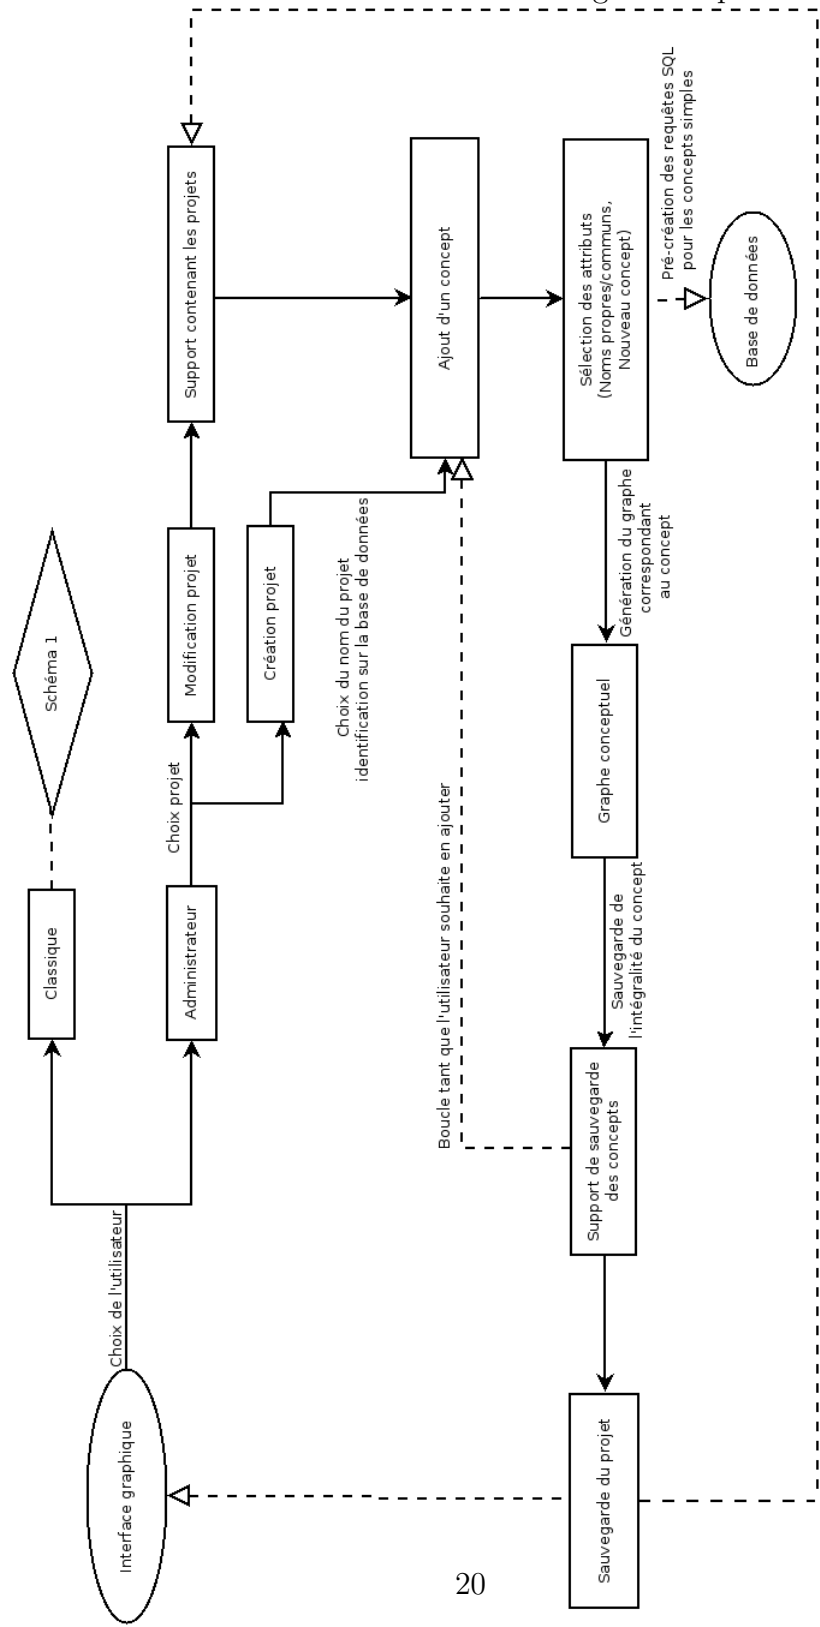 Interface graphique
Choix de l'utilisateur
Classique
Schéma 1
Administrateur
Choix projet
Modification projet
Support contenant les projets
Création projet
Choix du nom du projet
identification sur la base de données
Ajout d'un concept
Sélection des attributs
(Noms propres/communs,
Nouveau concept)
Pré-création des requêtes SQL
pour les concepts simples
Base de données
Génération du graphe
correspondant
au concept
Graphe conceptuel
Sauvegarde de
l'intégralité du concept
Support de sauvegarde
des concepts
Boucle tant que l'utilisateur souhaite en ajouter
Sauvegarde du projet
20